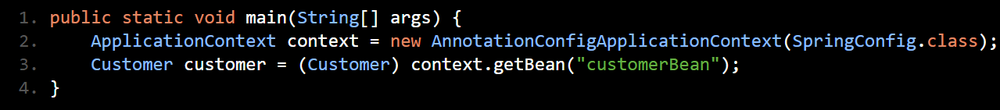 1. public static void main(String[] args) {
2.     ApplicationContext context = new AnnotationConfigApplicationContext(SpringConfig.class);
3.     Customer customer = (Customer) context.getBean("customerBean");
4. }